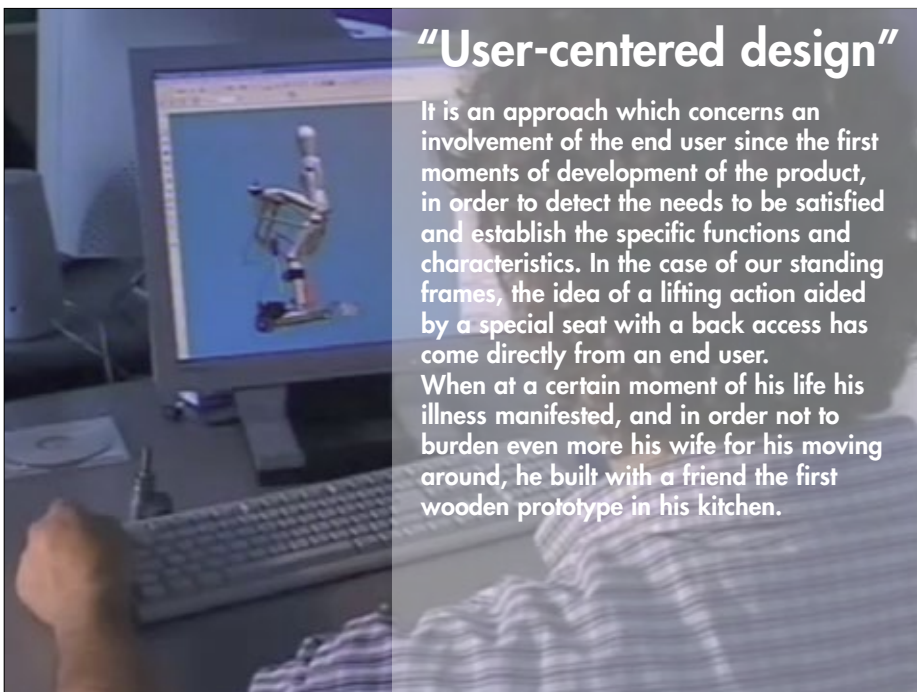 “User-centered design”
It is an approach which concerns an
involvement of the end user since the first
moments of development of the product,
in order to detect the needs to be satisfied
and establish the specific functions and
characteristics. In the case of our standing
frames, the idea of a lifting action aided
by a special seat with a back access has
come directly from an end user.
When at a certain moment of his life his
illness manifested, and in order not to
burden even more his wife for his moving
around, he built with a friend the first
wooden prototype in his kitchen.